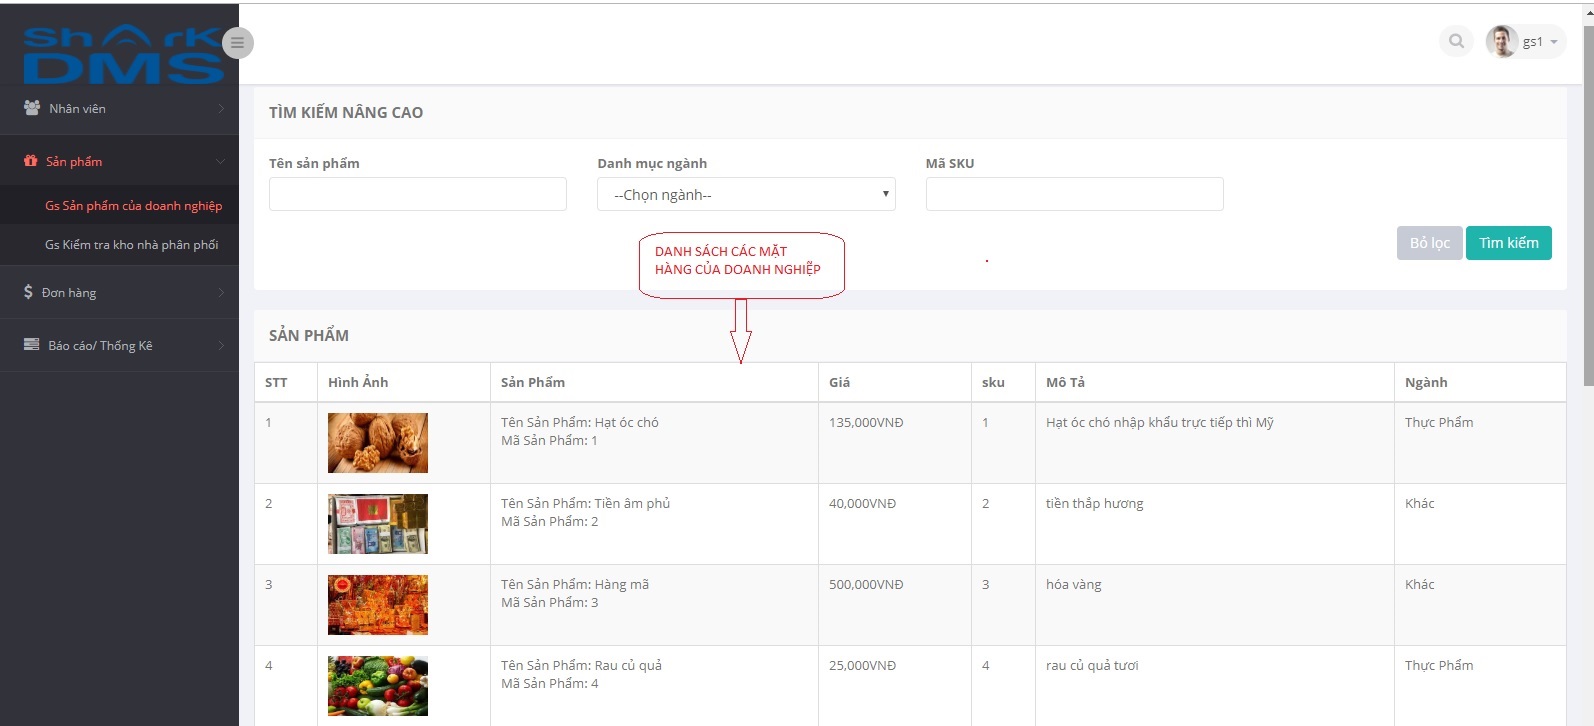 Shark
DMS
gs1
Nhân viên
Sản phẩm
Gs Sản phẩm của doanh nghiệp
Gs Kiểm tra kho nhà phân phối
Đơn hàng
Báo cáo/ Thống Kê
TÌM KIẾM NÂNG CAO
Tên sản phẩm
Danh mục ngành
Mã SKU
--Chọn ngành--
Bỏ lọc
Tìm kiếm
DANH SÁCH CÁC MẶT
HÀNG CỦA DOANH NGHIỆP
SẢN PHẨM
STT Hình Ảnh Sản Phẩm Giá sku Mô Tả Ngành
1 Tên Sản Phẩm: Hạt óc chó 135,000VNĐ 1 Hạt óc chó nhập khẩu trực tiếp thì Mỹ Thực Phẩm
Mã Sản Phẩm: 1
2 Tên Sản Phẩm: Tiền âm phủ 40,000VNĐ 2 tiền thắp hương Khác
Mã Sản Phẩm: 2
3 Tên Sản Phẩm: Hàng mã 500,000VNĐ 3 hóa vàng Khác
Mã Sản Phẩm: 3
4 Tên Sản Phẩm: Rau củ quả 25,000VNĐ 4 rau củ quả tươi Thực Phẩm
Mã Sản Phẩm: 4